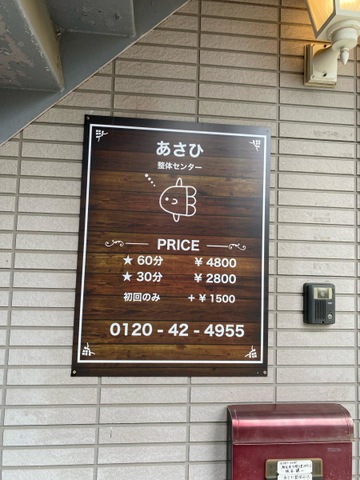 あさひ
整体センター
PRICE
★ 60分 ¥ 4800
★ 30分 ¥ 2800
初回のみ + ¥ 1500
0120 - 42 - 4955